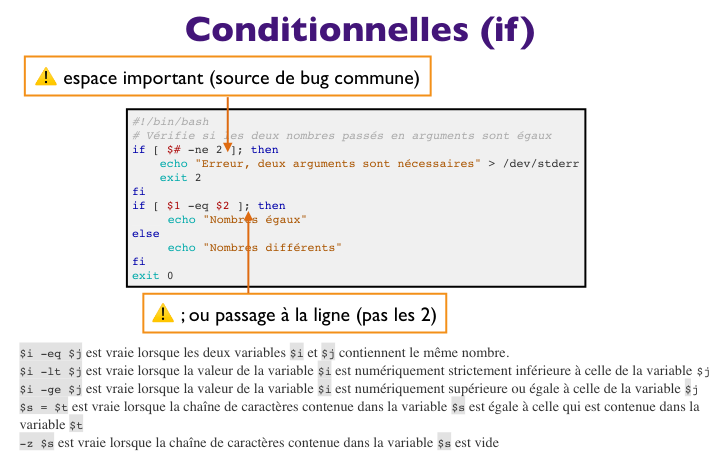 Conditionnelles (if)
⚠ espace important (source de bug commune)
#!/bin/bash
# Vérifie si les deux nombres passés en arguments sont égaux
if [ $# -ne 2 ]; then
    echo "Erreur, deux arguments sont nécessaires" > /dev/stderr
    exit 2
fi
if [ $1 -eq $2 ]; then
     echo "Nombres égaux"
else
     echo "Nombres différents"
fi
exit 0
⚠ ; ou passage à la ligne (pas les 2)
$i -eq $j est vraie lorsque les deux variables $i et $j contiennent le même nombre.
$i -lt $j est vraie lorsque la valeur de la variable $i est numériquement strictement inférieure à celle de la variable $j
$i -ge $j est vraie lorsque la valeur de la variable $i est numériquement supérieure ou égale à celle de la variable $j
$s = $t est vraie lorsque la chaîne de caractères contenue dans la variable $s est égale à celle qui est contenue dans la
variable $t
-z $s est vraie lorsque la chaîne de caractères contenue dans la variable $s est vide